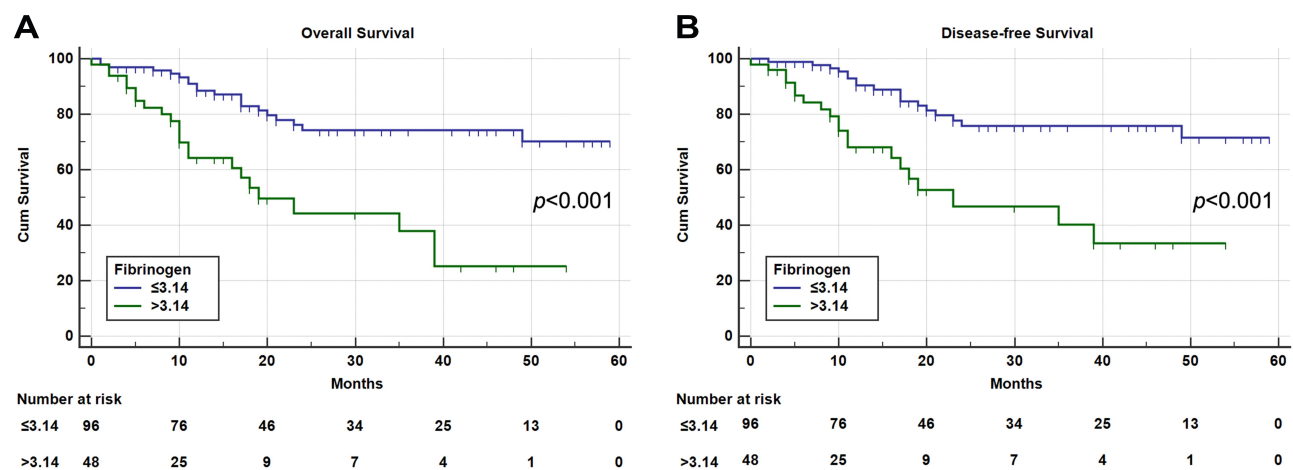 A
Overall Survival
Cum Survival
100
80
60
40
20
0
p<0.001
Fibrinogen
≤3.14
>3.14
0 10 20 30 40 50 60
Months
Number at risk
≤3.14 96 76 46 34 25 13 0
>3.14 48 25 9 7 4 1 0
B
Disease-free Survival
Cum Survival
100
80
60
40
20
0
p<0.001
Fibrinogen
≤3.14
>3.14
0 10 20 30 40 50 60
Months
Number at risk
≤3.14 96 76 46 34 25 13 0
>3.14 48 25 9 7 4 1 0